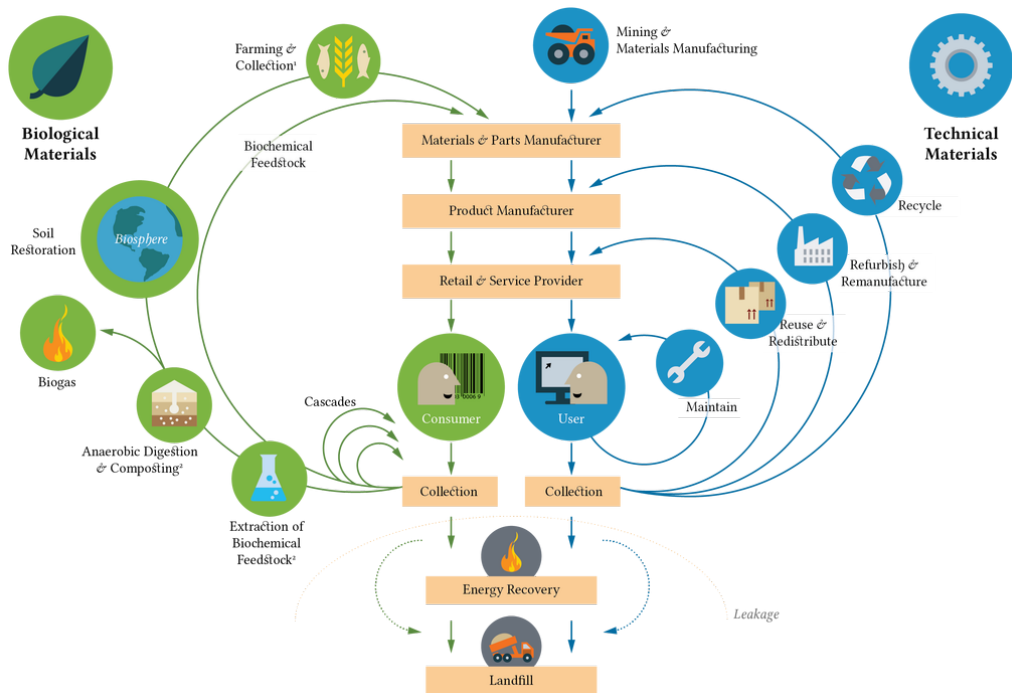 Farming &
Collection¹
Mining &
Materials Manufacturing
Biological
Materials
Technical
Materials
Biochemical
Feedstock
Materials & Parts Manufacturer
Recycle
Product Manufacturer
Soil
Restoration
Biosphere
Refurbish &
Remanufacture
Retail & Service Provider
Reuse &
Redistribute
Biogas
Cascades
Consumer
User
Maintain
Anaerobic Digestion
& Composting²
Collection
Collection
Extraction of
Biochemical
Feedstock²
Energy Recovery
Leakage
Landfill